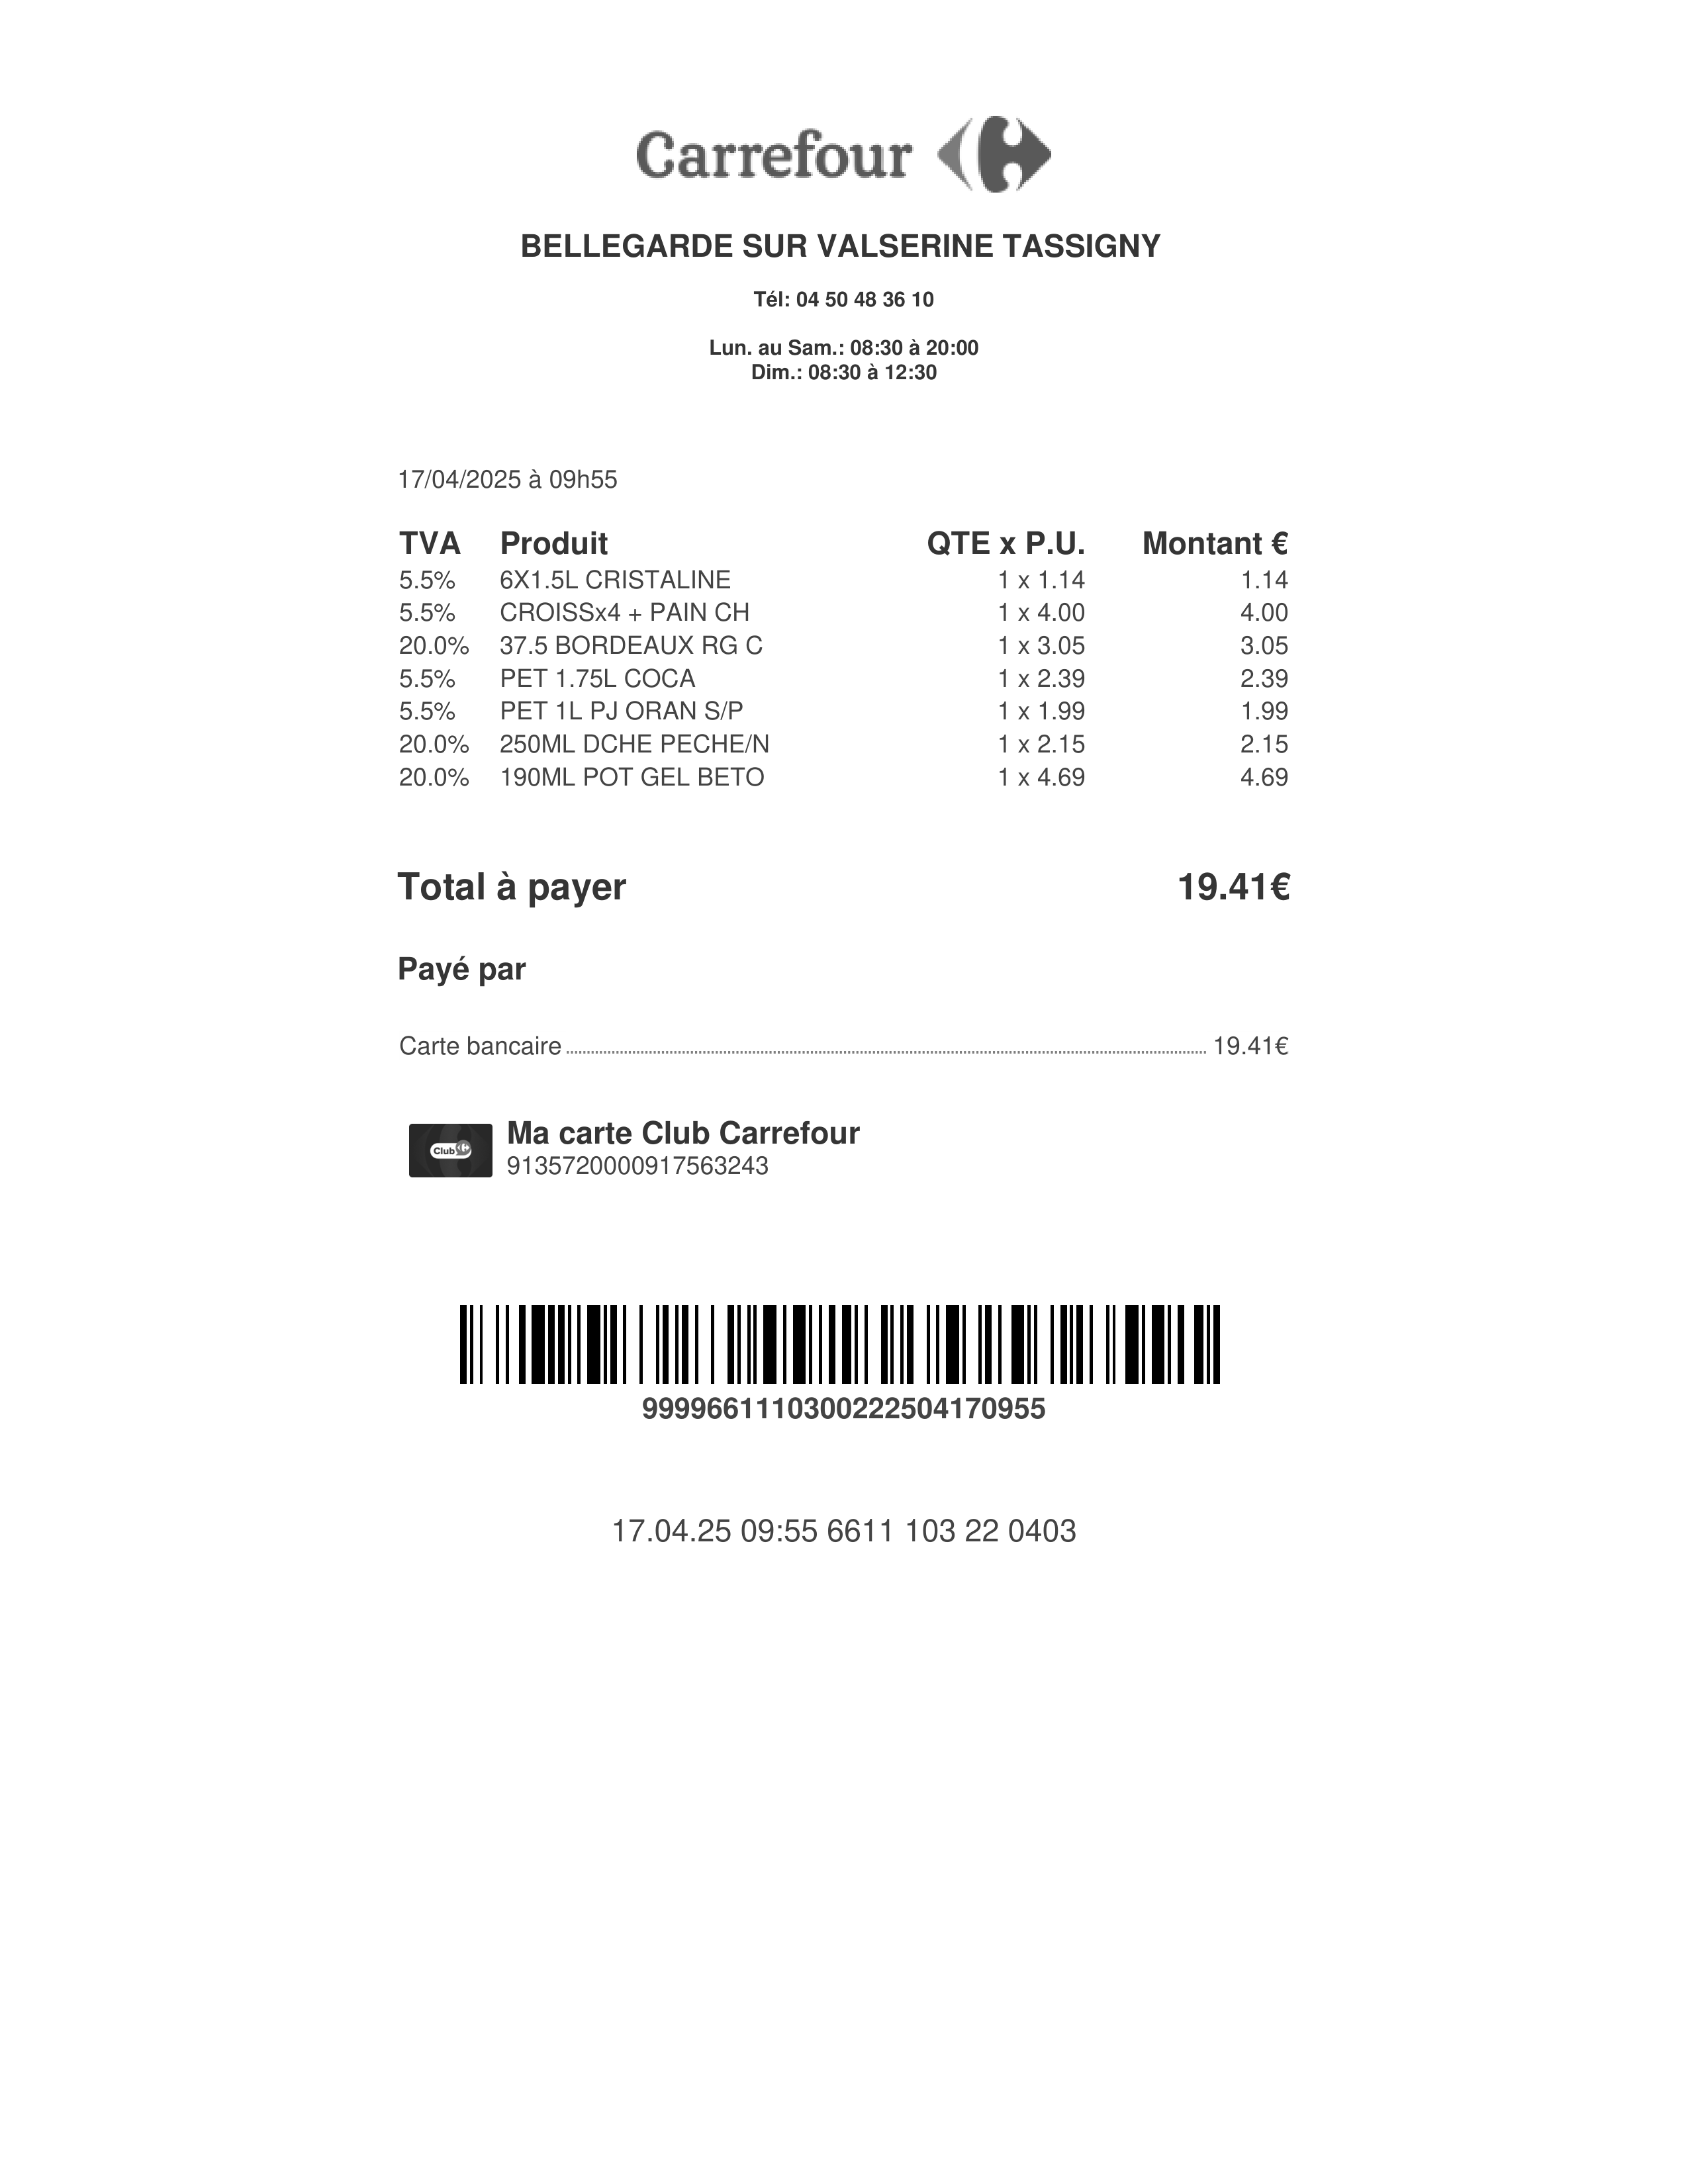 Carrefour
BELLEGARDE SUR VALSERINE TASSIGNY
Tél: 04 50 48 36 10
Lun. au Sam.: 08:30 à 20:00
Dim.: 08:30 à 12:30
17/04/2025 à 09h55
TVA Produit QTE x P.U. Montant €
5.5% 6X1.5L CRISTALINE 1 x 1.14 1.14
5.5% CROISSx4 + PAIN CH 1 x 4.00 4.00
20.0% 37.5 BORDEAUX RG C 1 x 3.05 3.05
5.5% PET 1.75L COCA 1 x 2.39 2.39
5.5% PET 1L PJ ORAN S/P 1 x 1.99 1.99
20.0% 250ML DCHE PECHE/N 1 x 2.15 2.15
20.0% 190ML POT GEL BETO 1 x 4.69 4.69
Total à payer 19.41€
Payé par
Carte bancaire 19.41€
Club
Ma carte Club Carrefour
9135720000917563243
9999661110300222504170955
17.04.25 09:55 6611 103 22 0403